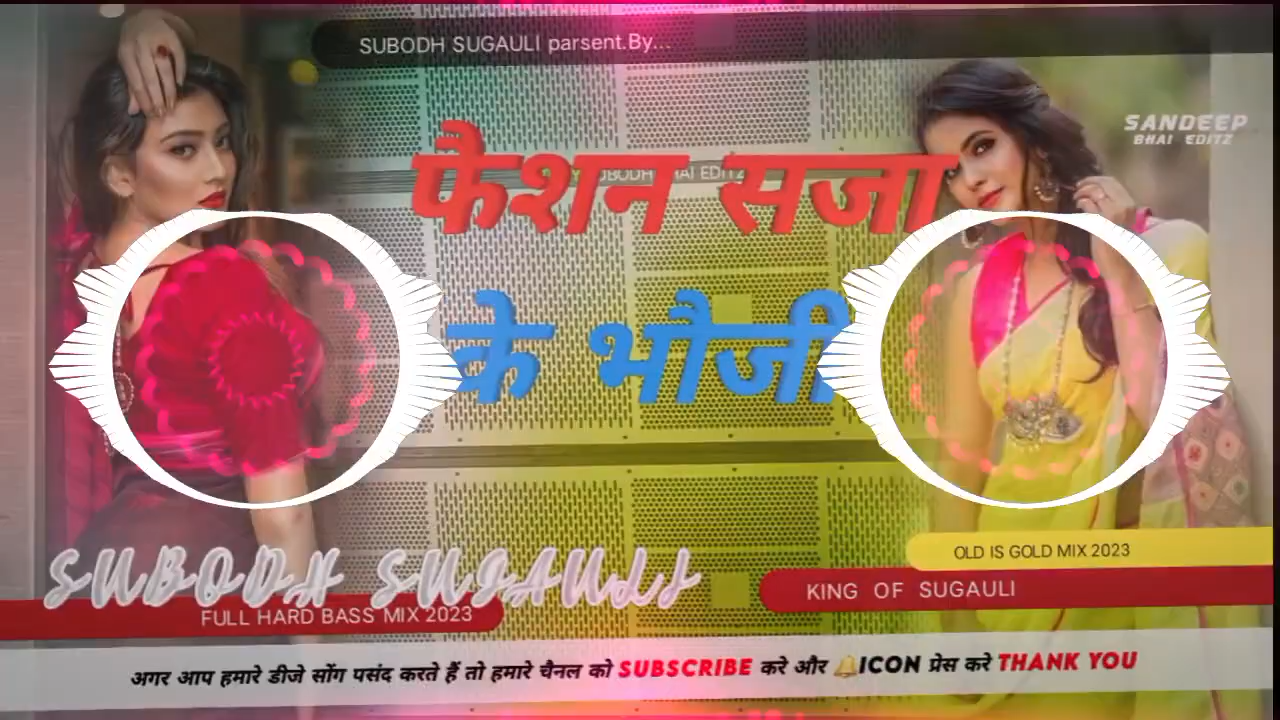 SUBODH SUGAULI parsent.By...
SANDEEP
BHAI EDITZ
फैशन सजा
के भौजी
SUBODH SUGAULI
OLD IS GOLD MIX 2023
KING OF SUGAULI
FULL HARD BASS MIX 2023
अगर आप हमारे डीजे सोंग पसंद करते हैं तो हमारे चैनल को SUBSCRIBE करे और 🔔ICON प्रेस करे THANK YOU